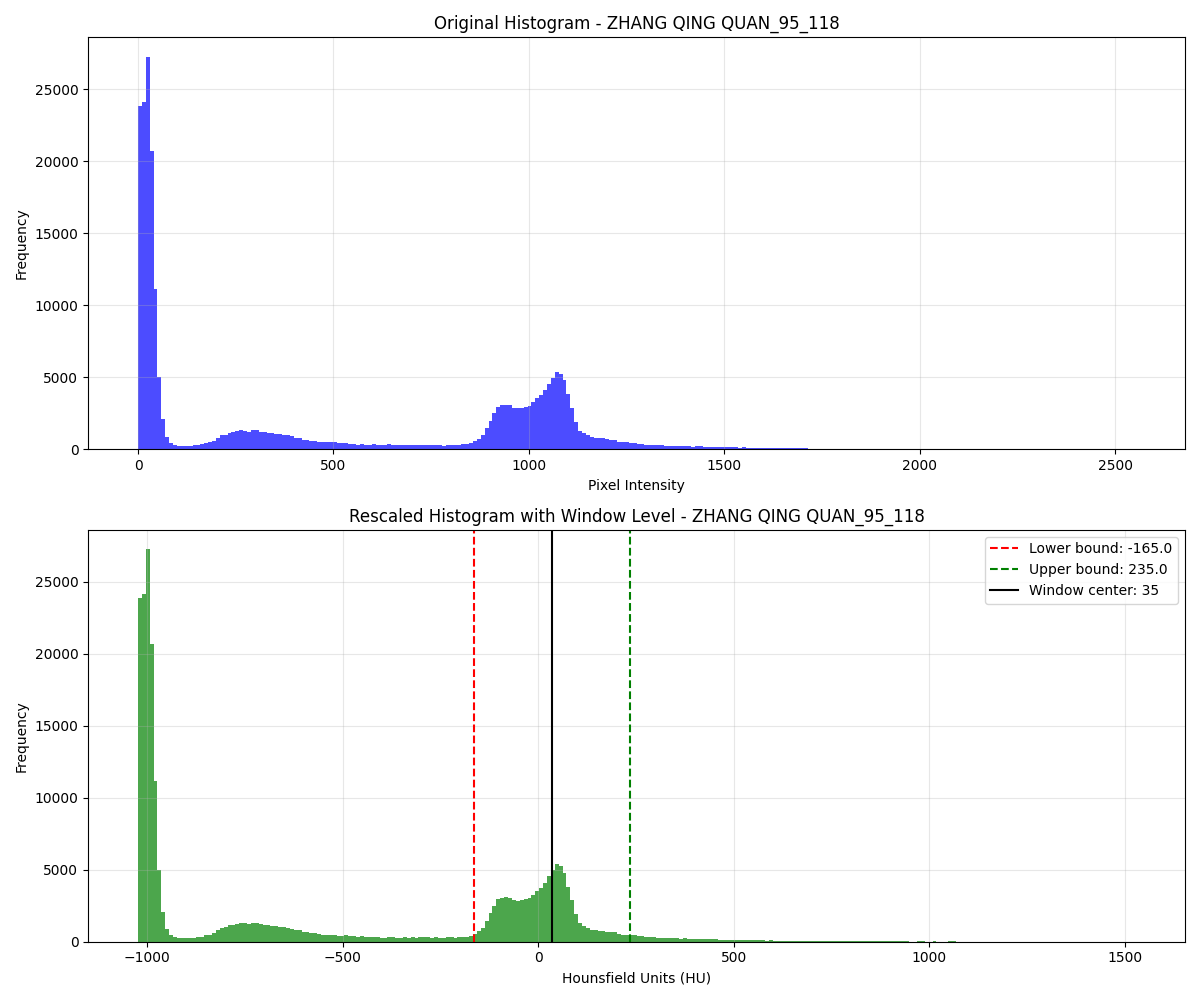 Original Histogram - ZHANG QING QUAN_95_118
Frequency
25000
20000
15000
10000
5000
0
0 500 1000 1500 2000 2500
Pixel Intensity
Rescaled Histogram with Window Level - ZHANG QING QUAN_95_118
Lower bound: -165.0
Upper bound: 235.0
Window center: 35
Frequency
25000
20000
15000
10000
5000
0
−1000 −500 0 500 1000 1500
Hounsfield Units (HU)